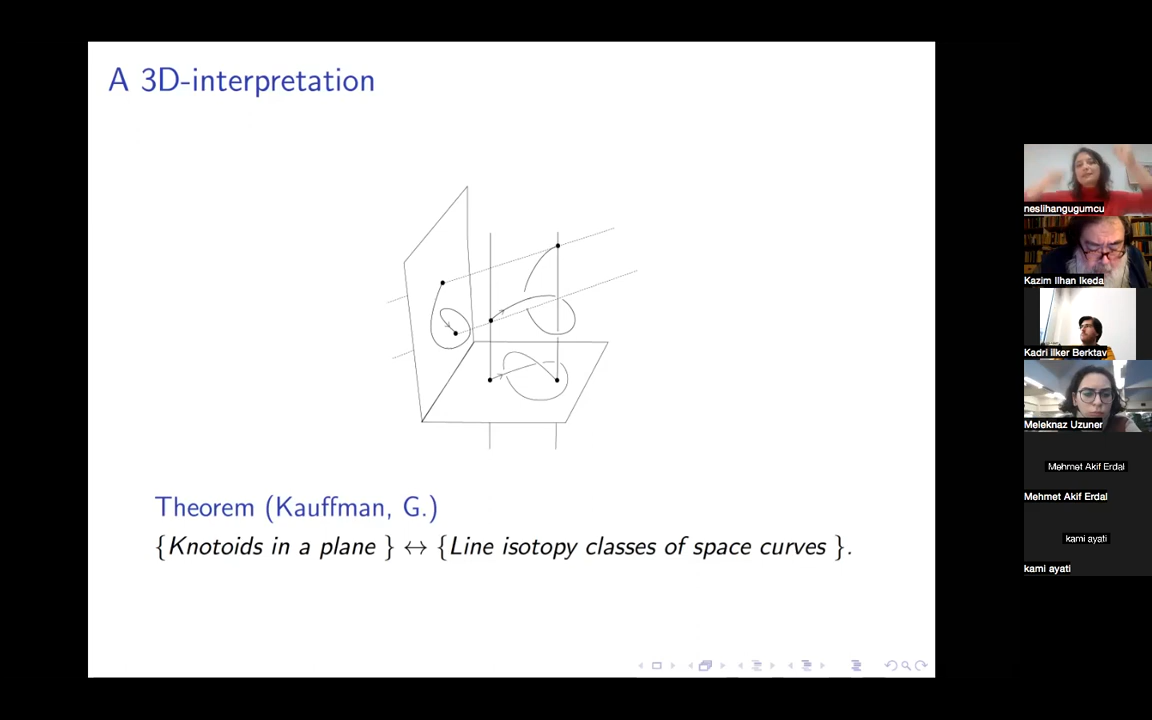 A 3D-interpretation
Theorem (Kauffman, G.)
{Knotoids in a plane } ↔ {Line isotopy classes of space curves }.
neslihangugumcu
Kazim Ilhan Ikeda
Kadri ilker Berktav
Meleknaz Uzuner
Mehmet Akif Erdal
Mehmet Akif Erdal
kami ayati
kami ayati